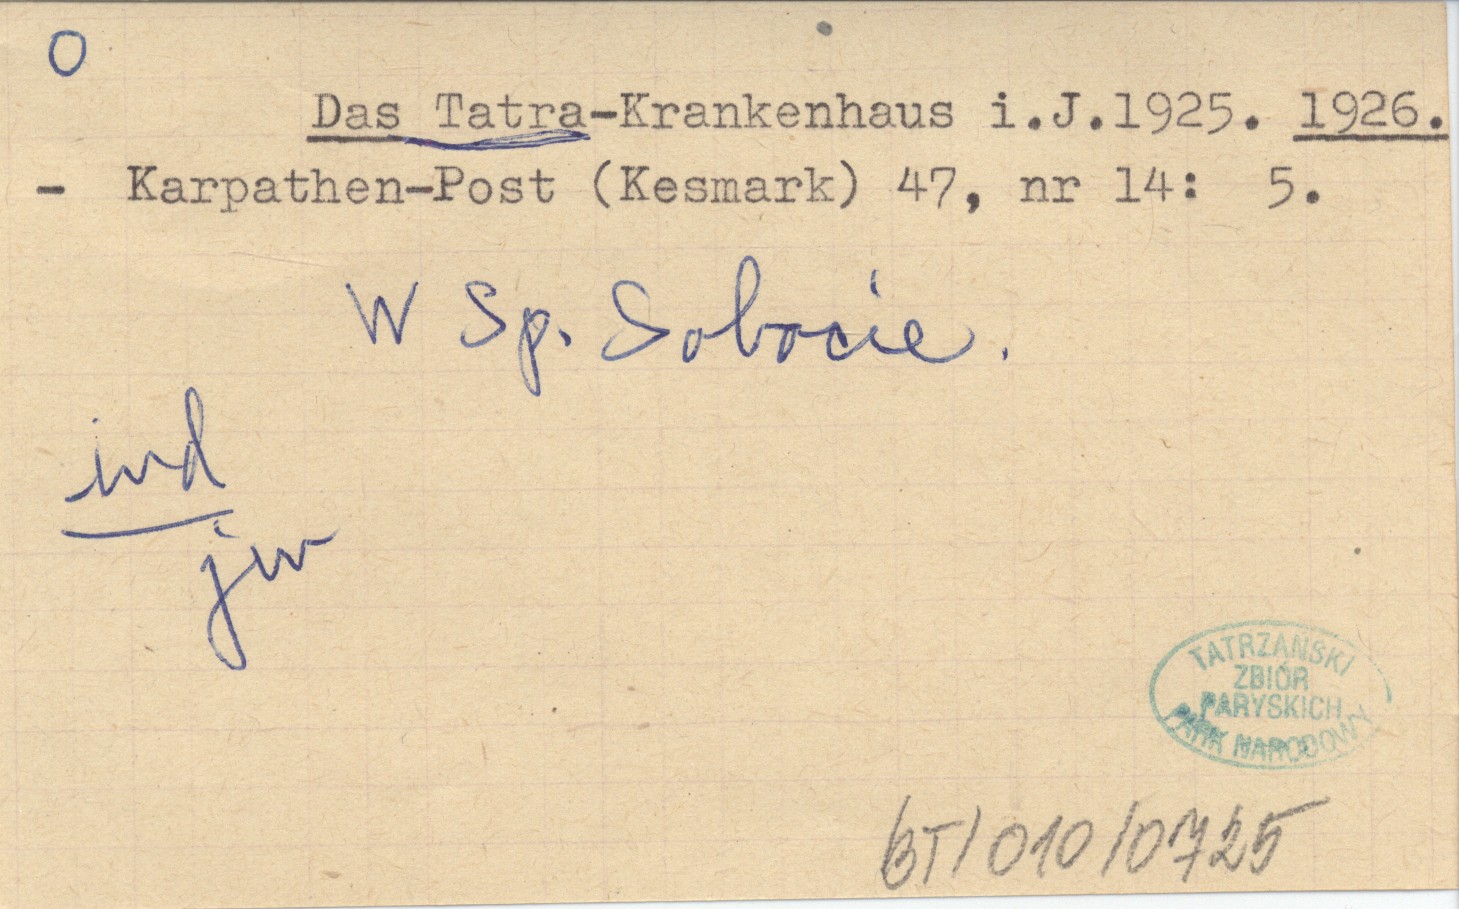 O
Das Tatra-Krankenhaus i.J.1925. 1926.
- Karpathen-Post (Kesmark) 47, nr 14: 5.
W Sp. Sobocie.
ind
jw
TATRZAŃSKI
ZBIÓR
PARYSKICH
PARK NARODOWY
BT/010/0725